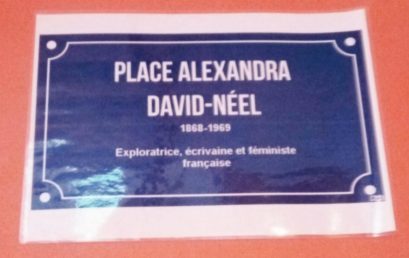 PLACE ALEXANDRA
DAVID-NÉEL
1868-1969
Exploratrice, écrivaine et féministe
française